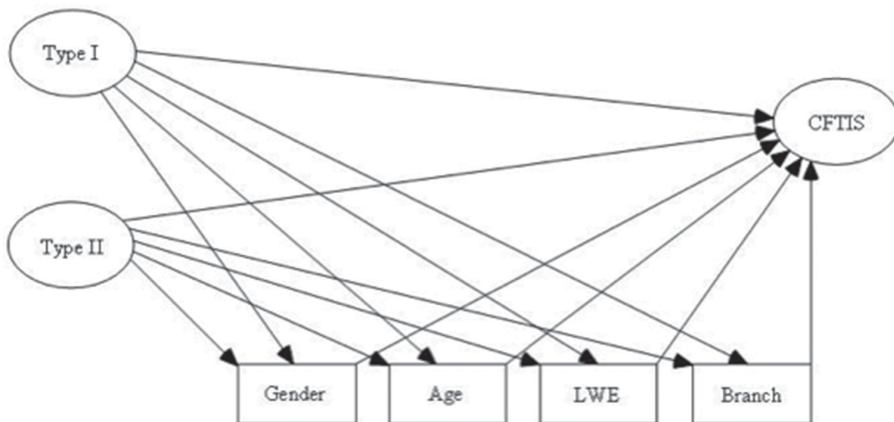 Type I
CFTIS
Type II
Gender
Age
LWE
Branch